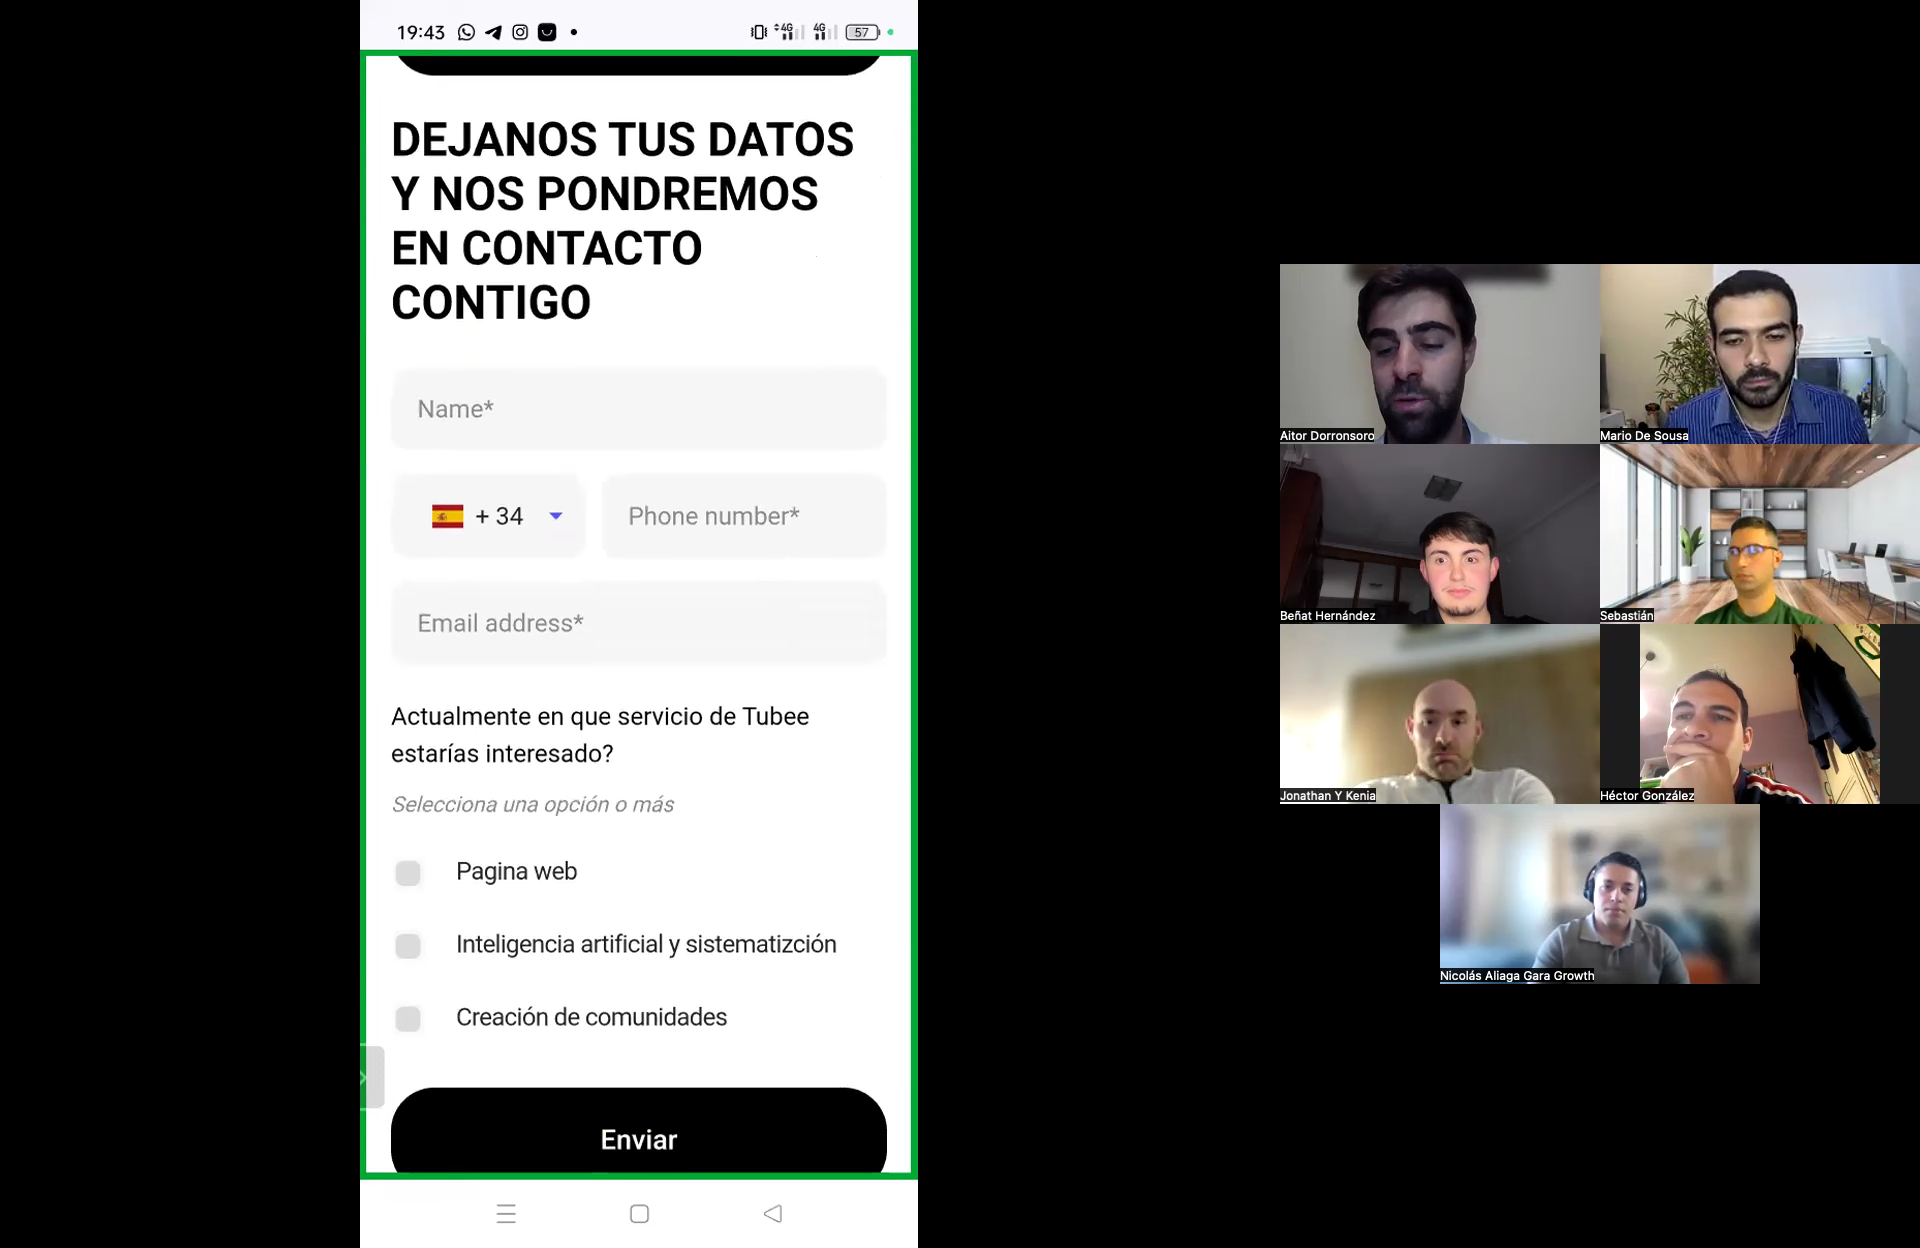 19:43
4G
4G
57
DEJANOS TUS DATOS
Y NOS PONDREMOS
EN CONTACTO
CONTIGO
Name*
+ 34
Phone number*
Email address*
Actualmente en que servicio de Tubee
estarías interesado?
Selecciona una opción o más
Pagina web
Inteligencia artificial y sistematizción
Creación de comunidades
Enviar
Aitor Dorronsoro
Mario De Sousa
Beñat Hernández
Sebastián
Jonathan Y Kenia
Héctor González
Nicolás Aliaga Gara Growth